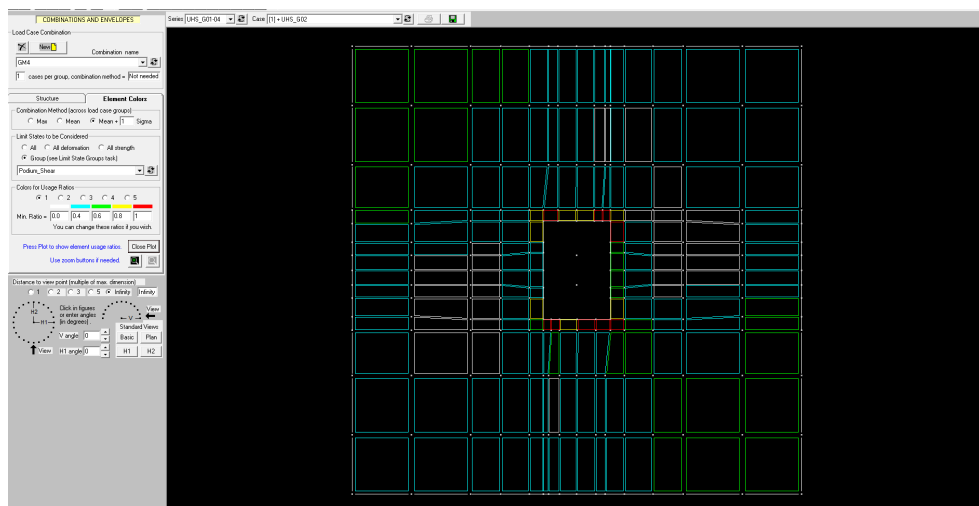 COMBINATIONS AND ENVELOPES
Series UHS_G01-04 Case [1] + UHS_G02
Load Case Combination
New
Combination name
GM4
1 cases per group, combination method = Not needed
Structure Element Colors
Combination Method (across load case groups)
Max Mean Mean + 1 Sigma
Limit States to be Considered
All All deformation All strength
Group (see Limit State Groups task)
Podium_Shear
Colors for Usage Ratios
1 2 3 4 5
Min. Ratio = 0.0 0.4 0.6 0.8 1
You can change these ratios if you wish.
Press Plot to show element usage ratios. Close Plot
Use zoom buttons if needed.
Distance to view point (multiple of max. dimension)
1 2 3 5 Infinity Infinity
H2
H1
Click in figures
or enter angles
(in degrees)
V
View
Standard Views
V angle 0 Basic Plan
View H1 angle 0 H1 H2